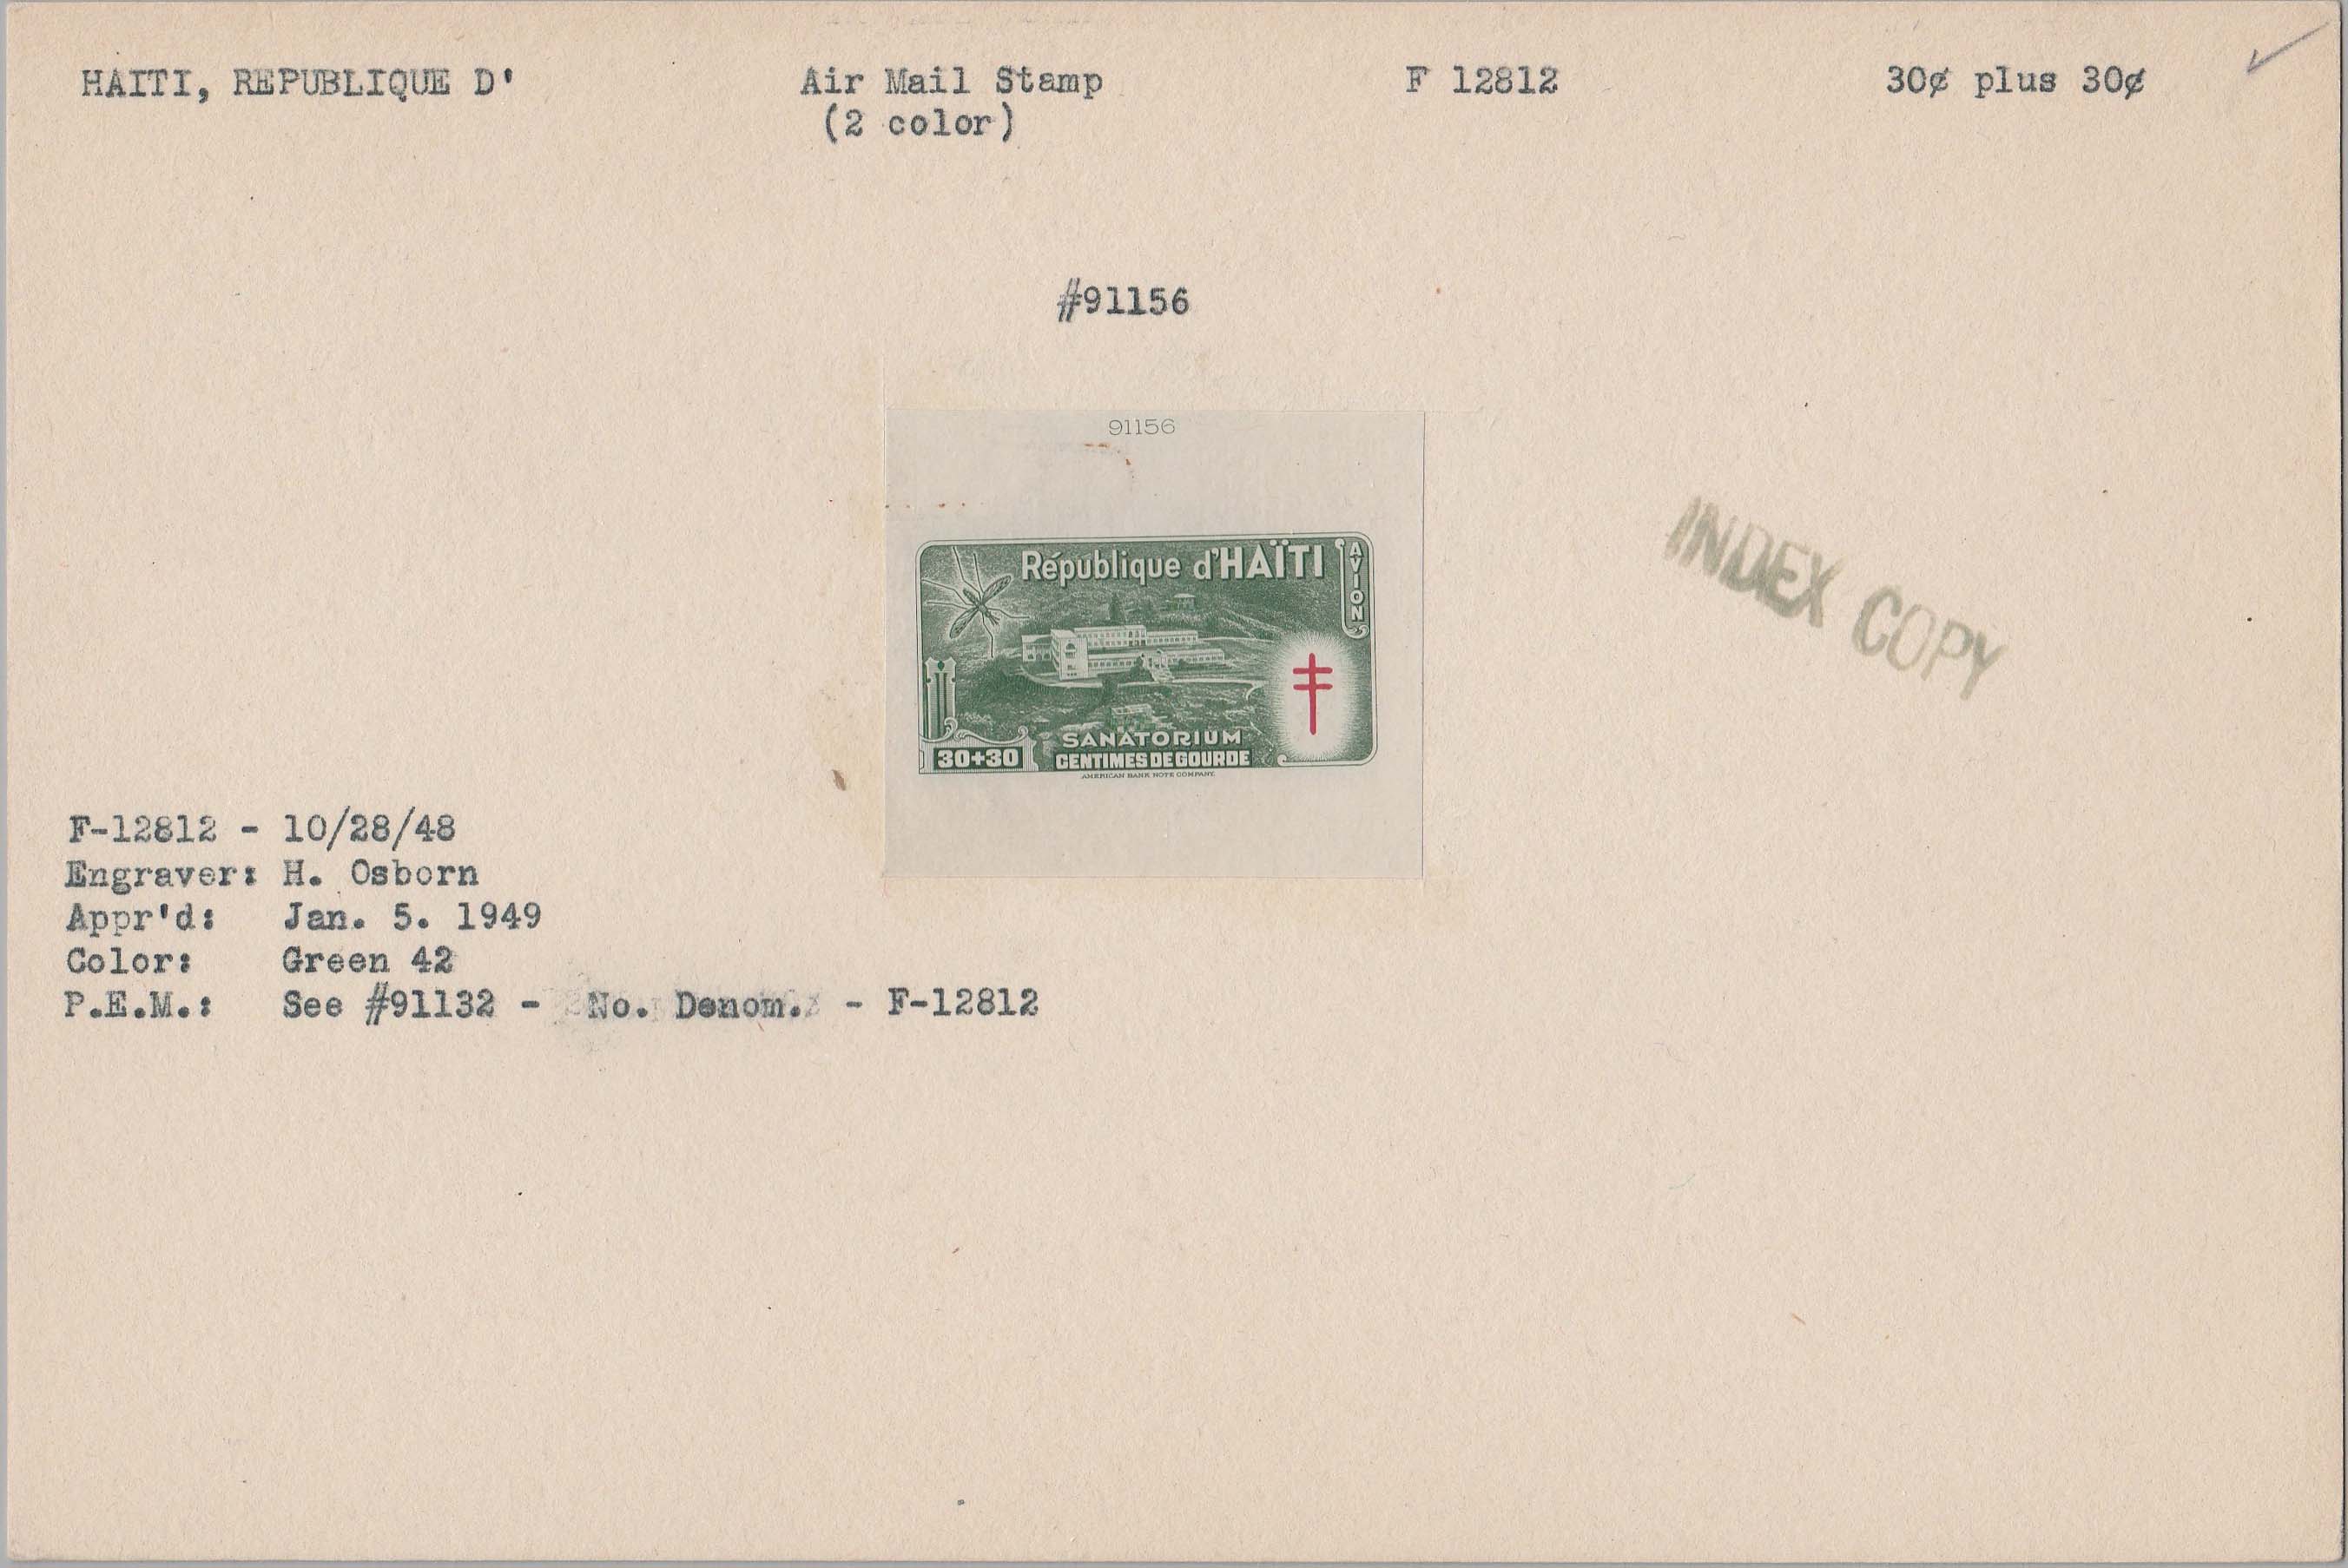 HAITI, REPUBLIQUE D' Air Mail Stamp F 12812 30¢ plus 30¢
(2 color)
#91156
91156
République d'HAÏTI
AVION
SANATORIUM
30+30 CENTIMES DE GOURDE
AMERICAN BANK NOTE COMPANY.
INDEX COPY
F-12812 - 10/28/48
Engraver: H. Osborn
Appr'd: Jan. 5. 1949
Color: Green 42
P.E.M.: See #91132 - No. Denom. - F-12812